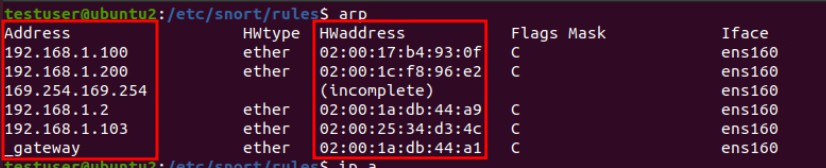 testuser@ubuntu2:/etc/snort/rules$ arp
Address HWtype HWaddress Flags Mask Iface
192.168.1.100 ether 02:00:17:b4:93:0f C ens160
192.168.1.200 ether 02:00:1c:f8:96:e2 C ens160
169.254.169.254 (incomplete) ens160
192.168.1.2 ether 02:00:1a:db:44:a9 C ens160
192.168.1.103 ether 02:00:25:34:d3:4c C ens160
_gateway ether 02:00:1a:db:44:a1 C ens160
testuser@ubuntu2:/etc/snort/rules$ ip a